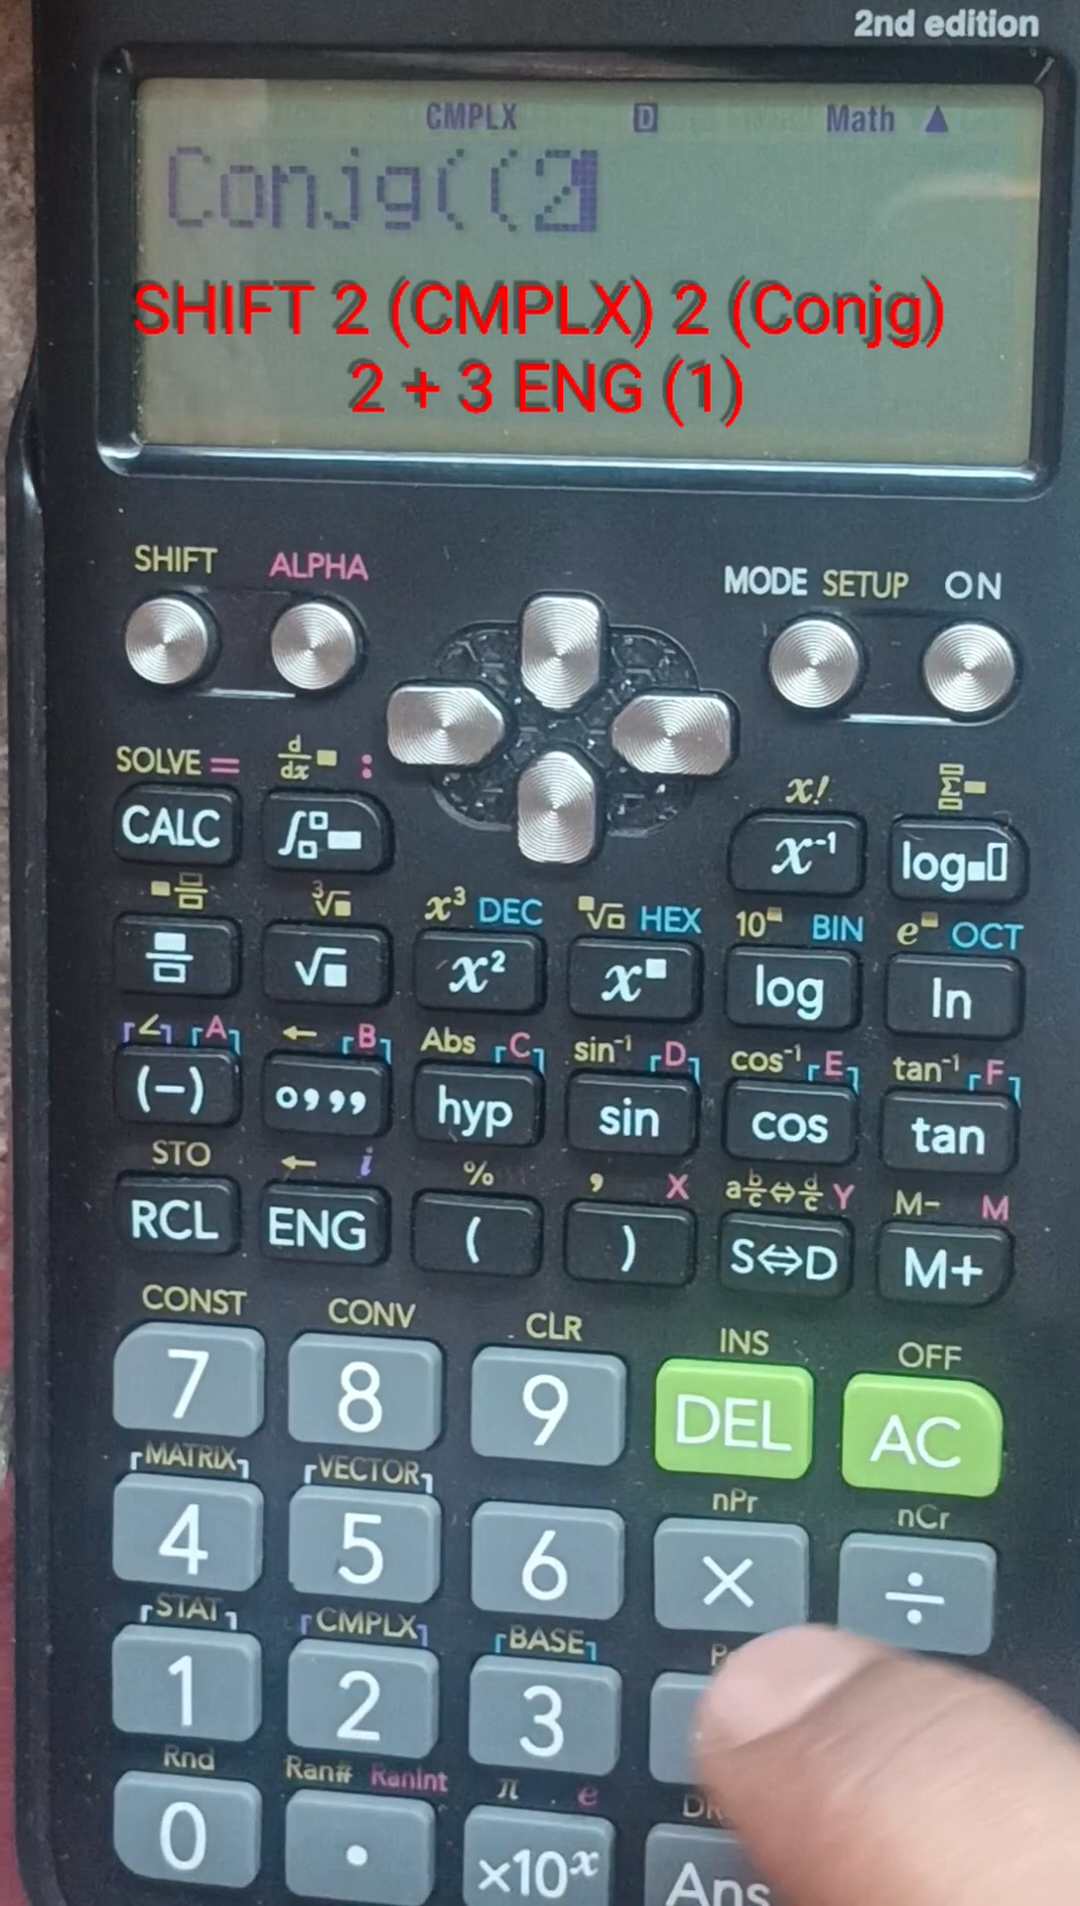 2nd edition
CMPLX D Math ▲
Conjg((2
SHIFT 2 (CMPLX) 2 (Conjg)
2 + 3 ENG (1)
SHIFT ALPHA MODE SETUP ON
SOLVE = d/dx ■ : x! Σ
CALC ∫ x⁻¹ log
³√ x³ DEC √ HEX 10 BIN e OCT
√ x² x log ln
∠ A ← B Abs C sin⁻¹ D cos⁻¹ E tan⁻¹ F
(−) °,,, hyp sin cos tan
STO ← i % , X a b/c ⇔ d/c Y M− M
RCL ENG ( ) S⇔D M+
CONST CONV CLR INS OFF
7 8 9 DEL AC
MATRIX VECTOR nPr nCr
4 5 6 × ÷
STAT CMPLX BASE
1 2 3
Rnd Ran# RanInt π e
0 . ×10ˣ Ans